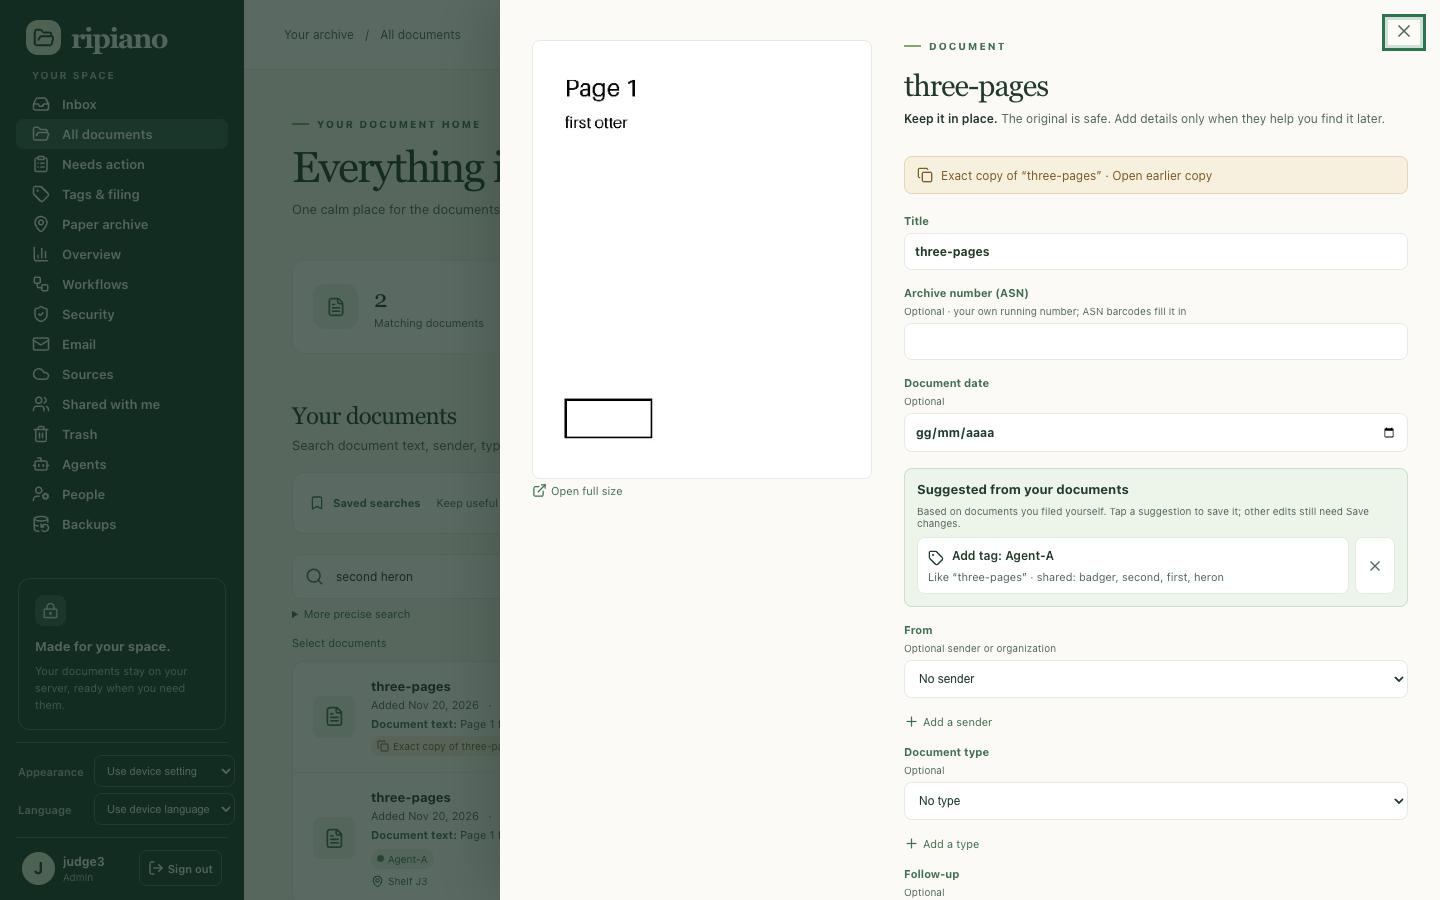 ripiano
YOUR SPACE
Inbox
All documents
Needs action
Tags & filing
Paper archive
Overview
Workflows
Security
Email
Sources
Shared with me
Trash
Agents
People
Backups
Made for your space.
Your documents stay on your
server, ready when you need
them.
Appearance
Use device setting
Language
Use device language
J
judge3
Admin
Sign out
Your archive / All documents
YOUR DOCUMENT HOME
Everything i
One calm place for the documents
2
Matching documents
Your documents
Search document text, sender, typ
Saved searches Keep useful
second heron
More precise search
Select documents
three-pages
Added Nov 20, 2026 ·
Document text: Page 1 f
Exact copy of three-pa
three-pages
Added Nov 20, 2026 ·
Document text: Page 1 f
Agent-A
Shelf J3
Page 1
first otter
Open full size
DOCUMENT
three-pages
Keep it in place. The original is safe. Add details only when they help you find it later.
Exact copy of “three-pages” · Open earlier copy
Title
three-pages
Archive number (ASN)
Optional · your own running number; ASN barcodes fill it in
Document date
Optional
gg/mm/aaaa
Suggested from your documents
Based on documents you filed yourself. Tap a suggestion to save it; other edits still need Save
changes.
Add tag: Agent-A
Like “three-pages” · shared: badger, second, first, heron
From
Optional sender or organization
No sender
Add a sender
Document type
Optional
No type
Add a type
Follow-up
Optional